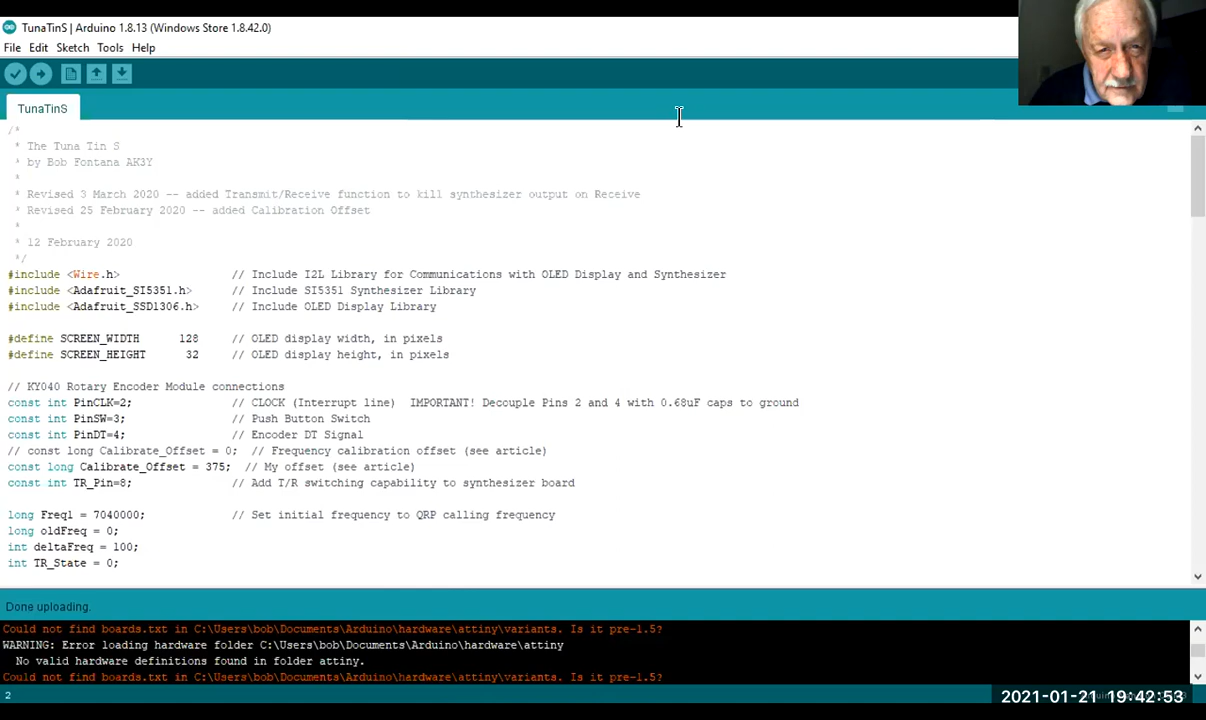 TunaTinS | Arduino 1.8.13 (Windows Store 1.8.42.0)
File Edit Sketch Tools Help
TunaTinS
/*
* The Tuna Tin S
* by Bob Fontana AK3Y
*
* Revised 3 March 2020 -- added Transmit/Receive function to kill synthesizer output on Receive
* Revised 25 February 2020 -- added Calibration Offset
*
* 12 February 2020
*/
#include <Wire.h> // Include I2L Library for Communications with OLED Display and Synthesizer
#include <Adafruit_SI5351.h> // Include SI5351 Synthesizer Library
#include <Adafruit_SSD1306.h> // Include OLED Display Library
#define SCREEN_WIDTH 128 // OLED display width, in pixels
#define SCREEN_HEIGHT 32 // OLED display height, in pixels
// KY040 Rotary Encoder Module connections
const int PinCLK=2; // CLOCK (Interrupt line) IMPORTANT! Decouple Pins 2 and 4 with 0.68uF caps to ground
const int PinSW=3; // Push Button Switch
const int PinDT=4; // Encoder DT Signal
// const long Calibrate_Offset = 0; // Frequency calibration offset (see article)
const long Calibrate_Offset = 375; // My offset (see article)
const int TR_Pin=8; // Add T/R switching capability to synthesizer board
long Freq1 = 7040000; // Set initial frequency to QRP calling frequency
long oldFreq = 0;
int deltaFreq = 100;
int TR_State = 0;
Done uploading.
Could not find boards.txt in C:\Users\bob\Documents\Arduino\hardware\attiny\variants. Is it pre-1.5?
WARNING: Error loading hardware folder C:\Users\bob\Documents\Arduino\hardware\attiny
No valid hardware definitions found in folder attiny.
Could not find boards.txt in C:\Users\bob\Documents\Arduino\hardware\attiny\variants. Is it pre-1.5?
2
2021-01-21 19:42:53